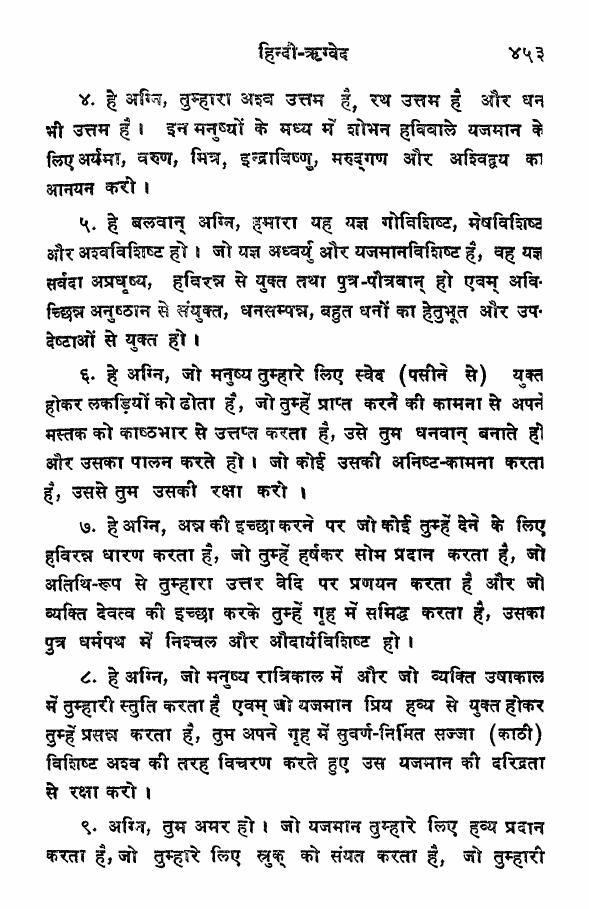 हिन्दी-ऋग्वेद ४५३
४. हे अग्नि, तुम्हारा अश्व उत्तम है, रथ उत्तम है और धन
भी उत्तम है। इन मनुष्यों के मध्य में शोभन हविवाले यजमान के
लिए अर्यमा, वरुण, मित्र, इन्द्राविष्णु, मरुद्गण और अश्विद्वय का
आनयन करो।
५. हे बलवान् अग्नि, हमारा यह यज्ञ गोविशिष्ट, मेषविशिष्ट
और अश्वविशिष्ट हो। जो यज्ञ अध्वर्यु और यजमानविशिष्ट है, वह यज्ञ
सर्वदा अप्रधृष्य, हविरन्न से युक्त तथा पुत्र-पौत्रवान् हो एवम् अवि-
च्छिन्न अनुष्ठान से संयुक्त, धनसम्पन्न, बहुत धनों का हेतुभूत और उप-
देष्टाओं से युक्त हो।
६. हे अग्नि, जो मनुष्य तुम्हारे लिए स्वेद (पसीने से) युक्त
होकर लकड़ियों को ढोता है, जो तुम्हें प्राप्त करने की कामना से अपने
मस्तक को काष्ठभार से उत्तप्त करता है, उसे तुम धनवान् बनाते हो
और उसका पालन करते हो। जो कोई उसकी अनिष्ट-कामना करता
है, उससे तुम उसकी रक्षा करो।
७. हे अग्नि, अन्न की इच्छा करने पर जो कोई तुम्हें देने के लिए
हविरन्न धारण करता है, जो तुम्हें हर्षकर सोम प्रदान करता है, जो
अतिथि-रूप से तुम्हारा उत्तर वेदि पर प्रणयन करता है और जो
व्यक्ति देवत्व की इच्छा करके तुम्हें गृह में समिद्ध करता है, उसका
पुत्र धर्मपथ में निश्चल और औदार्यविशिष्ट हो।
८. हे अग्नि, जो मनुष्य रात्रिकाल में और जो व्यक्ति उषाकाल
में तुम्हारी स्तुति करता है एवम् जो यजमान प्रिय हव्य से युक्त होकर
तुम्हें प्रसन्न करता है, तुम अपने गृह में सुवर्ण-निर्मित सज्जा (काठी)
विशिष्ट अश्व की तरह विचरण करते हुए उस यजमान की दरिद्रता
से रक्षा करो।
९. अग्नि, तुम अमर हो। जो यजमान तुम्हारे लिए हव्य प्रदान
करता है, जो तुम्हारे लिए स्रुक् को संयत करता है, जो तुम्हारी